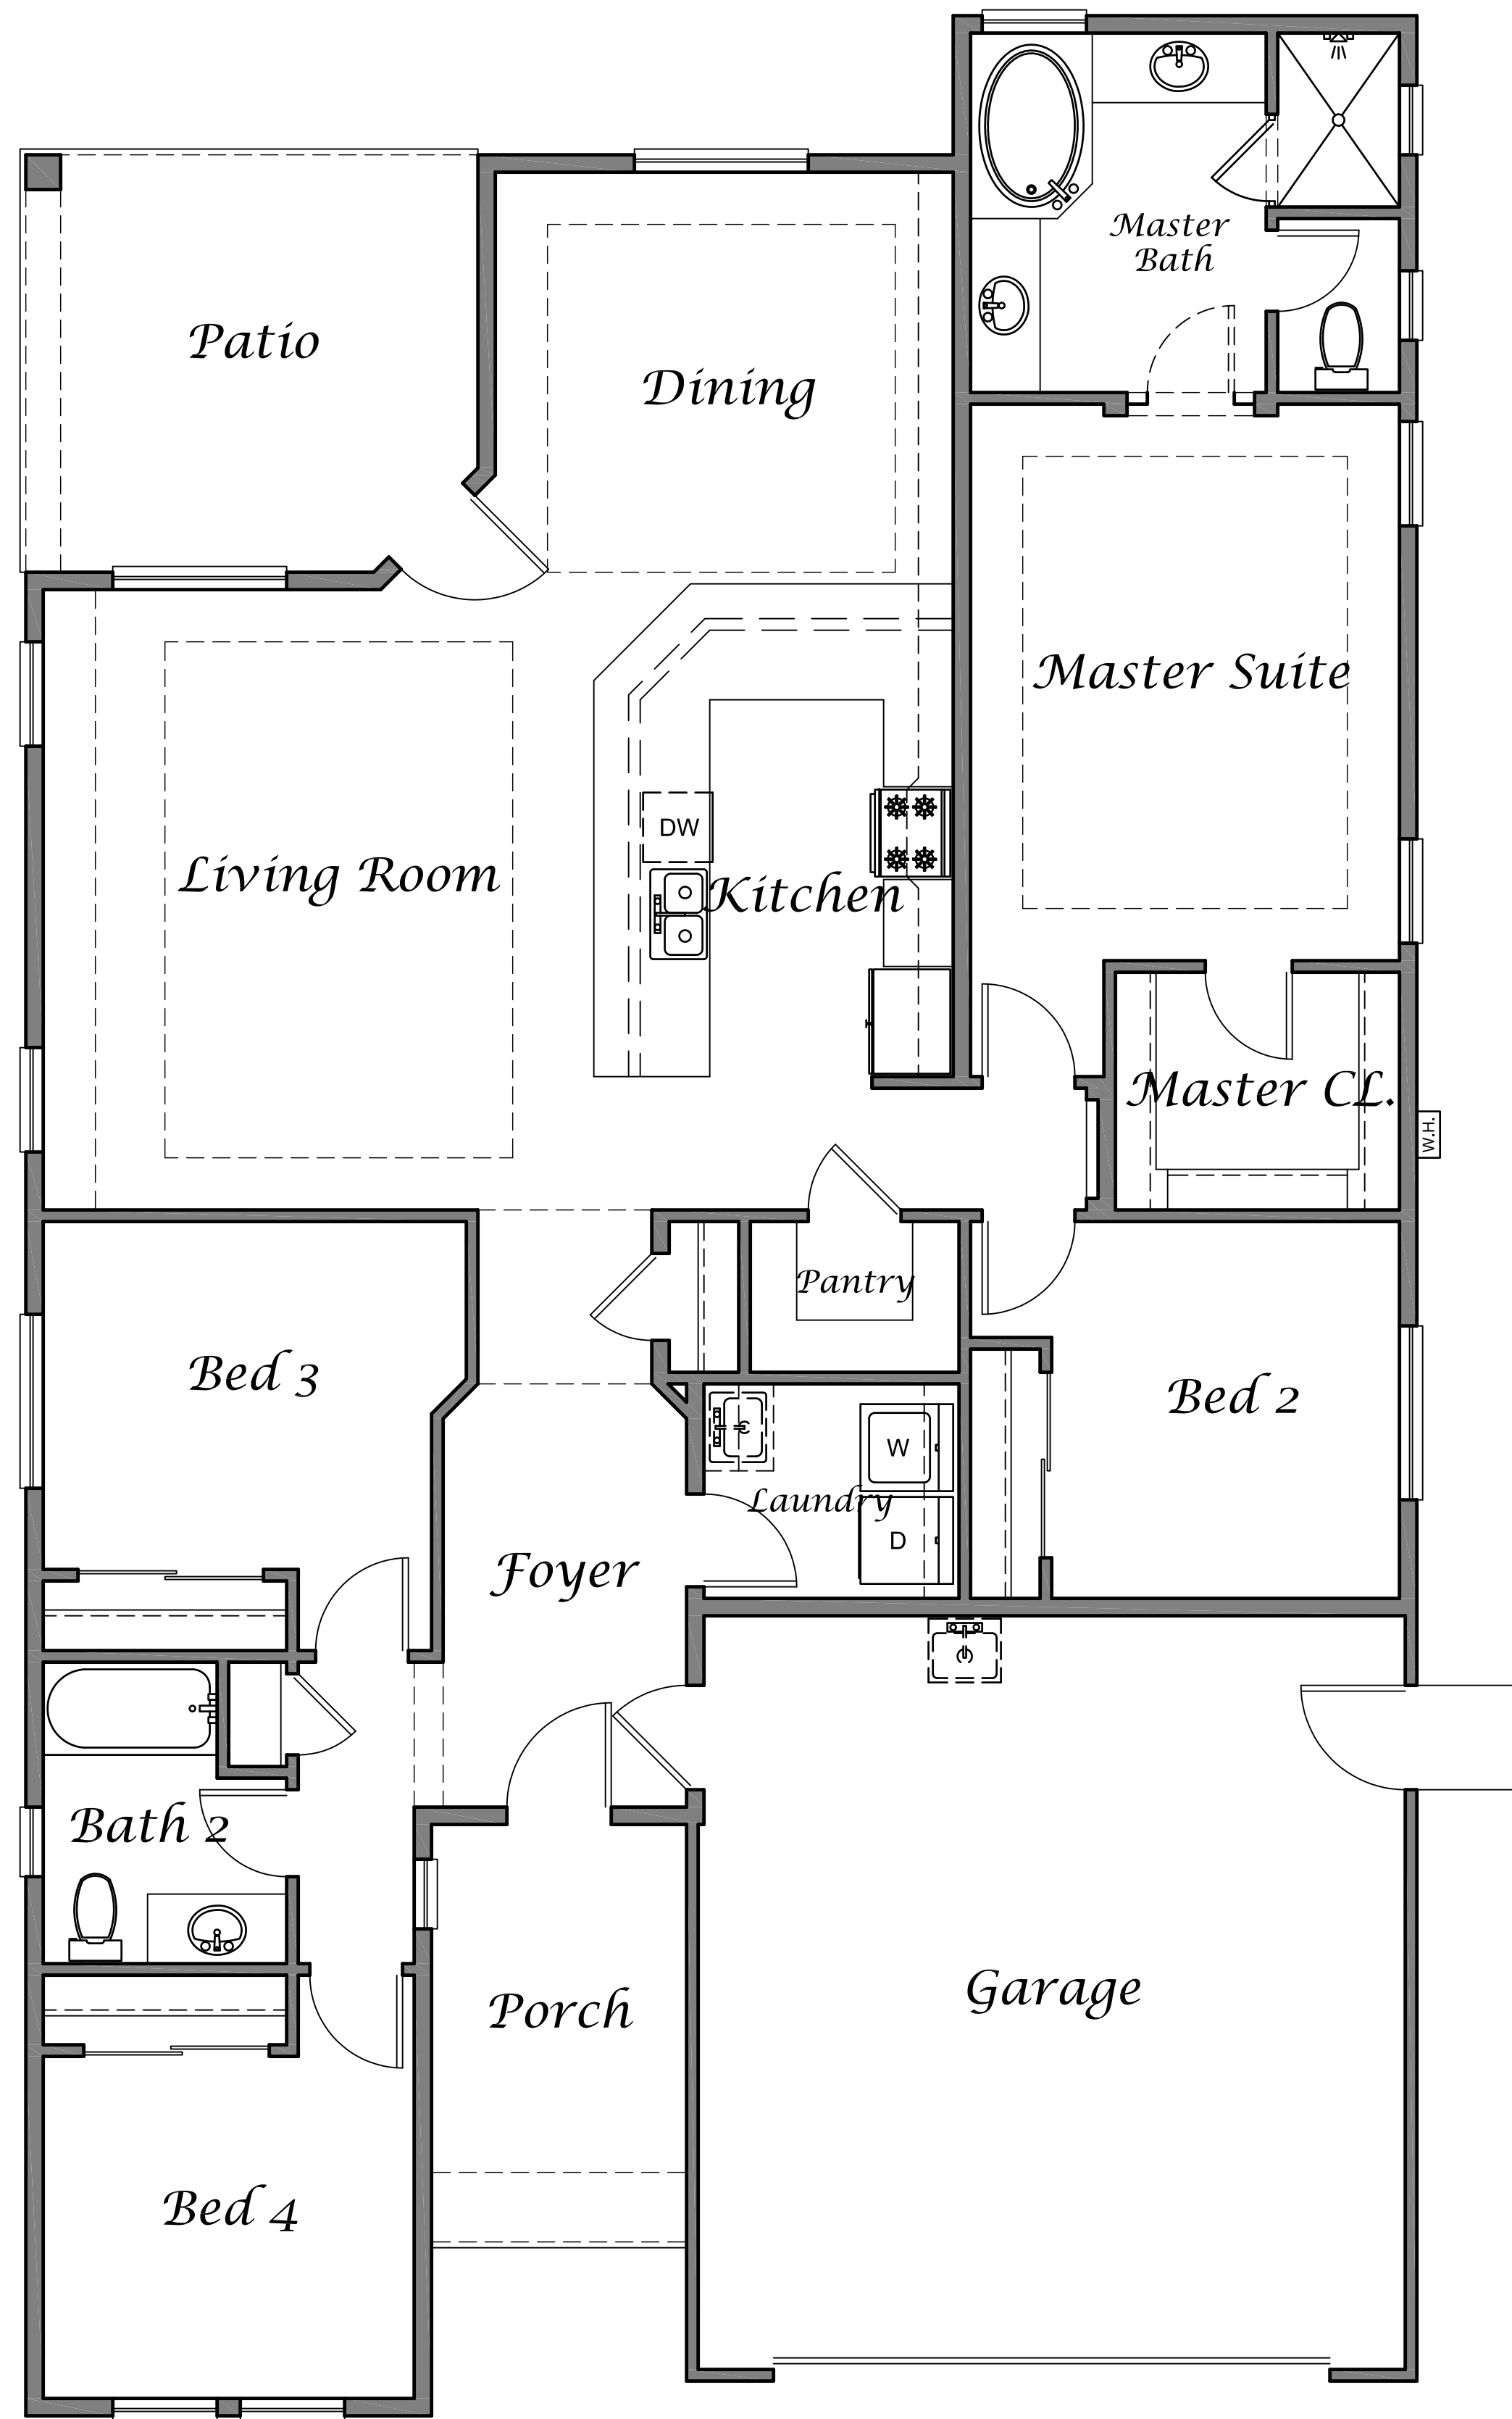 Master
Bath
Patio
Dining
Master Suite
DW
Living Room
Kitchen
Master CL.
W.H.
Pantry
Bed 3
Bed 2
W
Laundry
D
Foyer
Bath 2
Garage
Porch
Bed 4